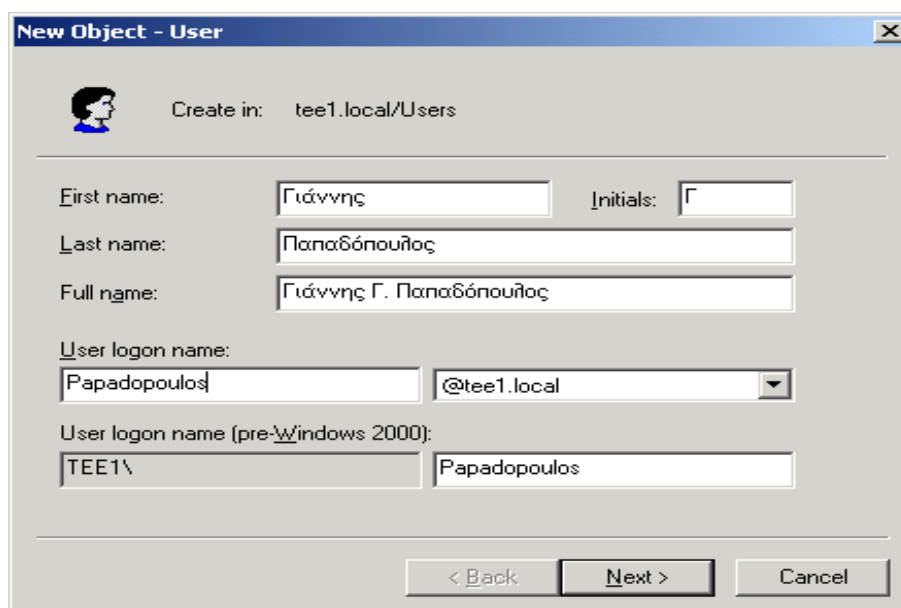 New Object - User
Create in: tee1.local/Users
First name: Γιάννης Initials: Γ
Last name: Παπαδόπουλος
Full name: Γιάννης Γ. Παπαδόπουλος
User logon name:
Papadopoulos @tee1.local
User logon name (pre-Windows 2000):
TEE1\ Papadopoulos
< Back Next > Cancel